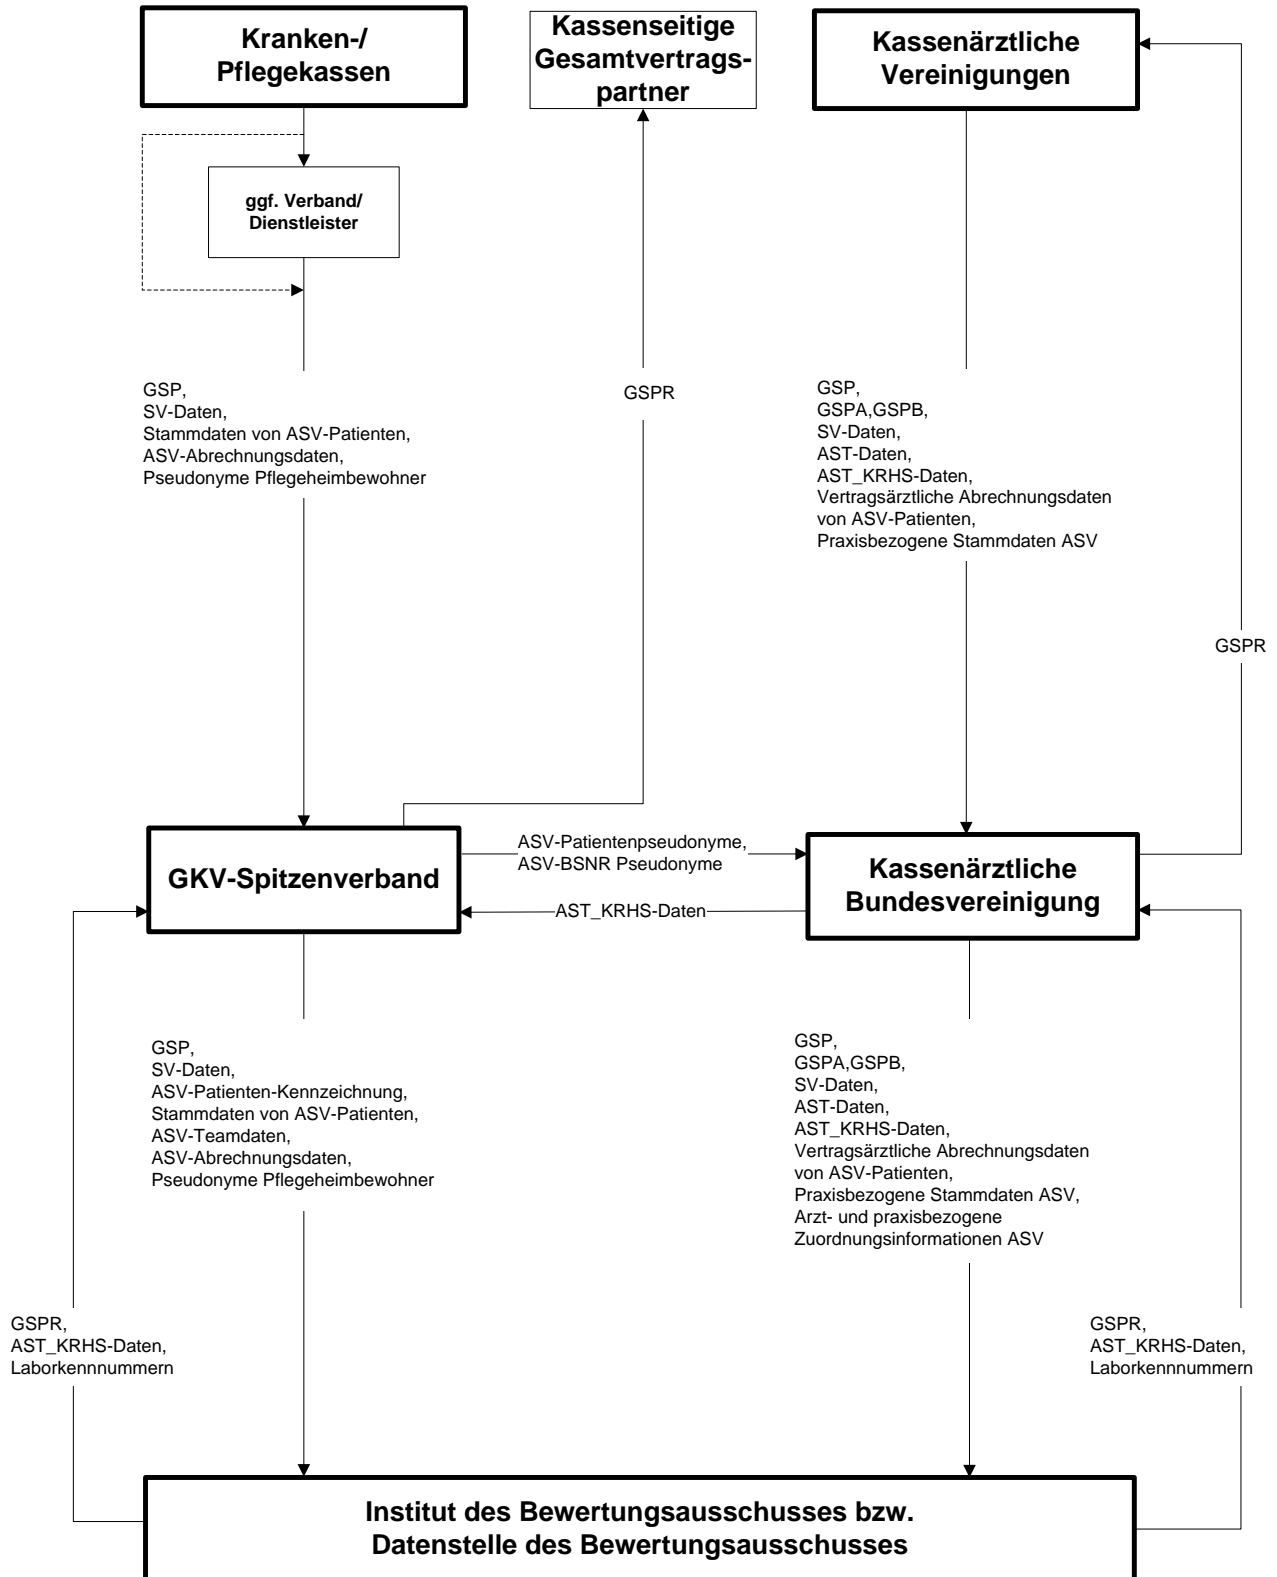 Kranken-/
Pflegekassen
Kassenseitige
Gesamtvertrags-
partner
Kassenärztliche
Vereinigungen
ggf. Verband/
Dienstleister
GSP,
SV-Daten,
Stammdaten von ASV-Patienten,
ASV-Abrechnungsdaten,
Pseudonyme Pflegeheimbewohner
GSPR
GSP,
GSPA,GSPB,
SV-Daten,
AST-Daten,
AST_KRHS-Daten,
Vertragsärztliche Abrechnungsdaten
von ASV-Patienten,
Praxisbezogene Stammdaten ASV
GSPR
GKV-Spitzenverband
ASV-Patientenpseudonyme,
ASV-BSNR Pseudonyme
AST_KRHS-Daten
Kassenärztliche
Bundesvereinigung
GSP,
SV-Daten,
ASV-Patienten-Kennzeichnung,
Stammdaten von ASV-Patienten,
ASV-Teamdaten,
ASV-Abrechnungsdaten,
Pseudonyme Pflegeheimbewohner
GSP,
GSPA,GSPB,
SV-Daten,
AST-Daten,
AST_KRHS-Daten,
Vertragsärztliche Abrechnungsdaten
von ASV-Patienten,
Praxisbezogene Stammdaten ASV,
Arzt- und praxisbezogene
Zuordnungsinformationen ASV
GSPR,
AST_KRHS-Daten,
Laborkennnummern
GSPR,
AST_KRHS-Daten,
Laborkennnummern
Institut des Bewertungsausschusses bzw.
Datenstelle des Bewertungsausschusses